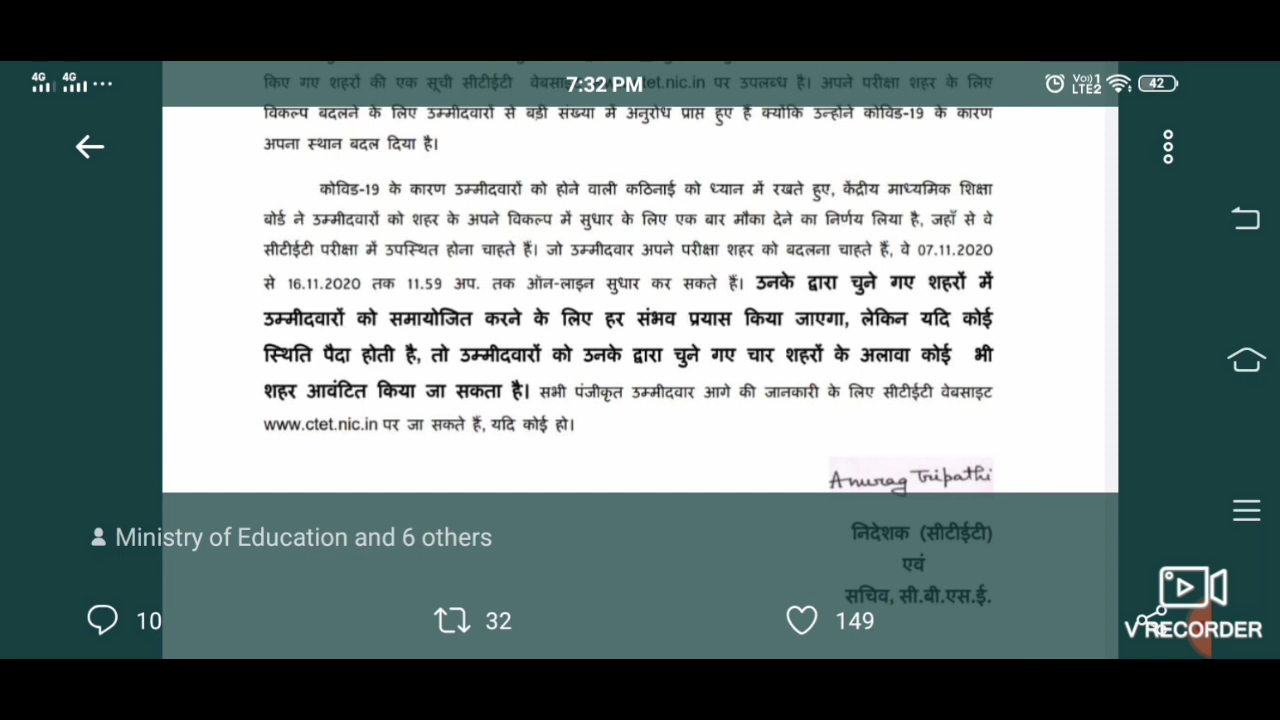 4G 4G
7:32 PM
Vo)) 1
LTE2
42
किए गए शहरों की एक सूची सीटीईटी वेबसा tet.nic.in पर उपलब्ध है। अपने परीक्षा शहर के लिए
विकल्प बदलने के लिए उम्मीदवारों से बड़ी संख्या में अनुरोध प्राप्त हुए हैं क्योंकि उन्होंने कोविड-19 के कारण
अपना स्थान बदल दिया है।
कोविड-19 के कारण उम्मीदवारों को होने वाली कठिनाई को ध्यान में रखते हुए, केंद्रीय माध्यमिक शिक्षा
बोर्ड ने उम्मीदवारों को शहर के अपने विकल्प में सुधार के लिए एक बार मौका देने का निर्णय लिया है, जहाँ से वे
सीटीईटी परीक्षा में उपस्थित होना चाहते हैं। जो उम्मीदवार अपने परीक्षा शहर को बदलना चाहते हैं, वे 07.11.2020
से 16.11.2020 तक 11.59 अप. तक ऑन-लाइन सुधार कर सकते हैं। उनके द्वारा चुने गए शहरों में
उम्मीदवारों को समायोजित करने के लिए हर संभव प्रयास किया जाएगा, लेकिन यदि कोई
स्थिति पैदा होती है, तो उम्मीदवारों को उनके द्वारा चुने गए चार शहरों के अलावा कोई भी
शहर आवंटित किया जा सकता है। सभी पंजीकृत उम्मीदवार आगे की जानकारी के लिए सीटीईटी वेबसाइट
www.ctet.nic.in पर जा सकते हैं, यदि कोई हो।
Anurag Tripathi
निदेशक (सीटीईटी)
एवं
सचिव, सी.बी.एस.ई.
Ministry of Education and 6 others
10 32 149
V RECORDER